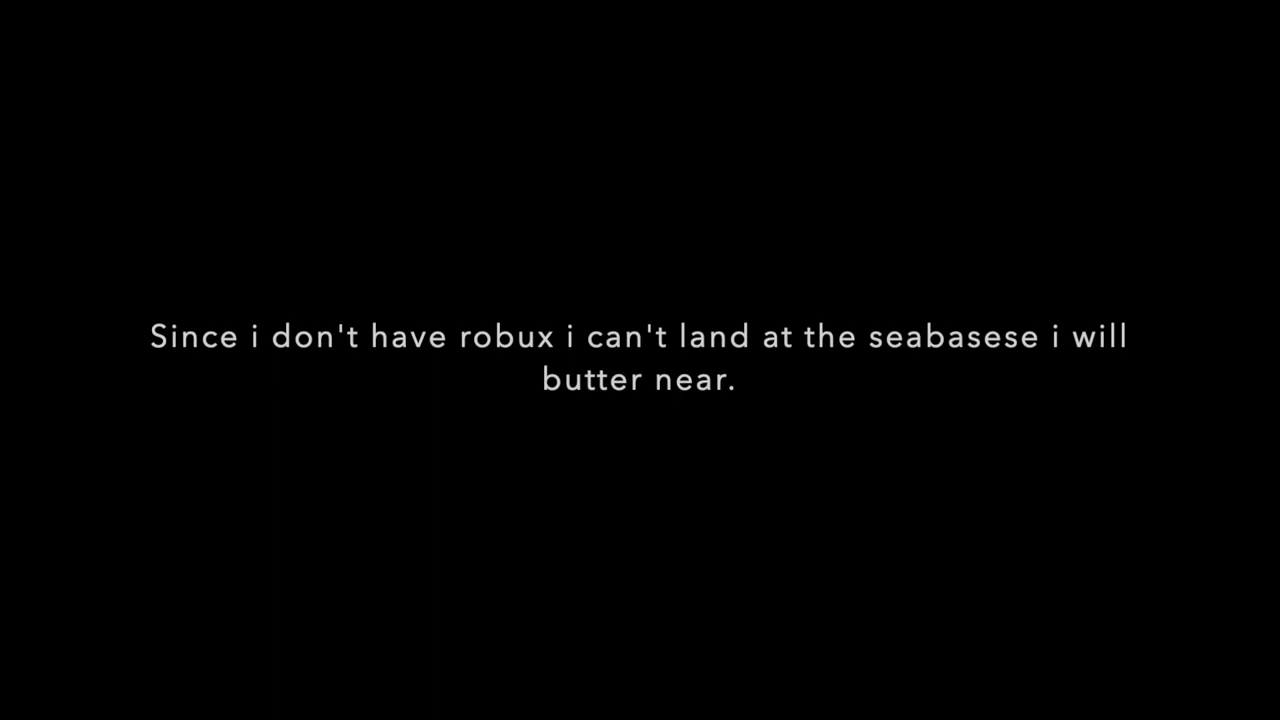 Since i don't have robux i can't land at the seabasese i will
butter near.